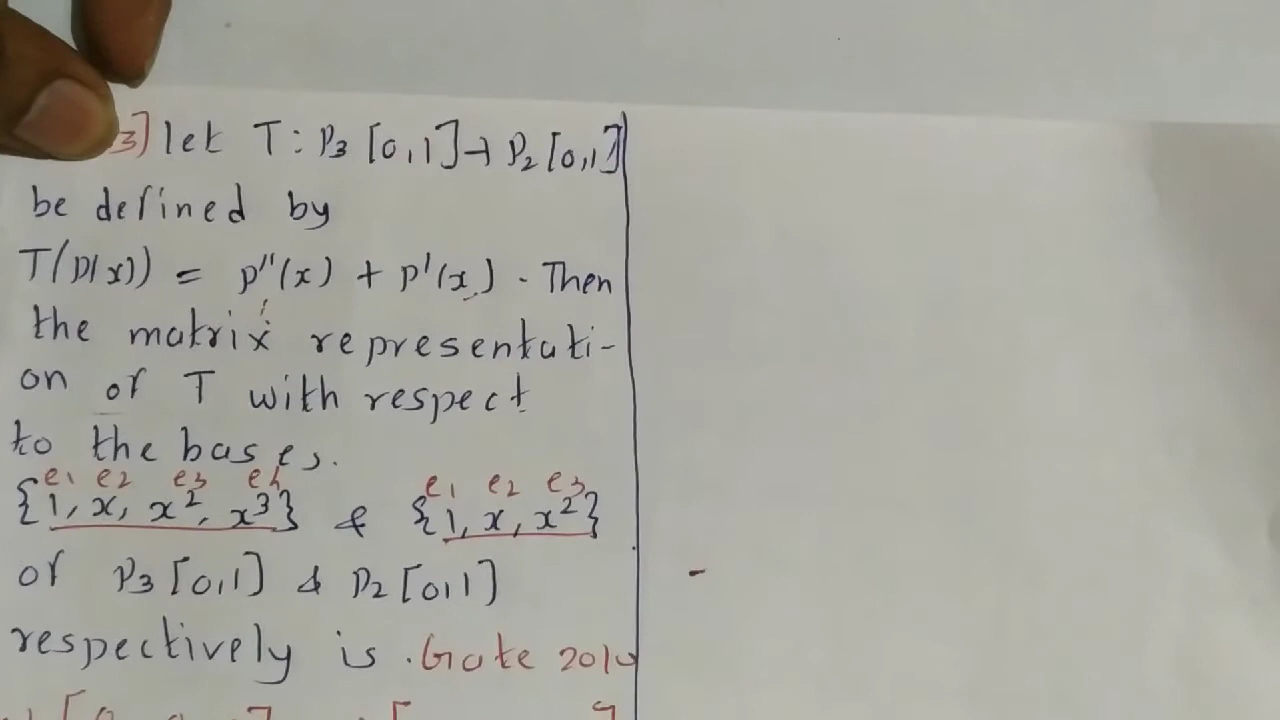 3] let T: P₃ [0,1] → P₂ [0,1]
be defined by
T(p(x)) = p''(x) + p'(x). Then
the matrix representati-
on of T with respect
to the bases.
e₁ e₂ e₃ e₄ e₁ e₂ e₃
{1, x, x², x³} & {1, x, x²}
of P₃ [0,1] & P₂ [0,1]
respectively is. Gate 2010